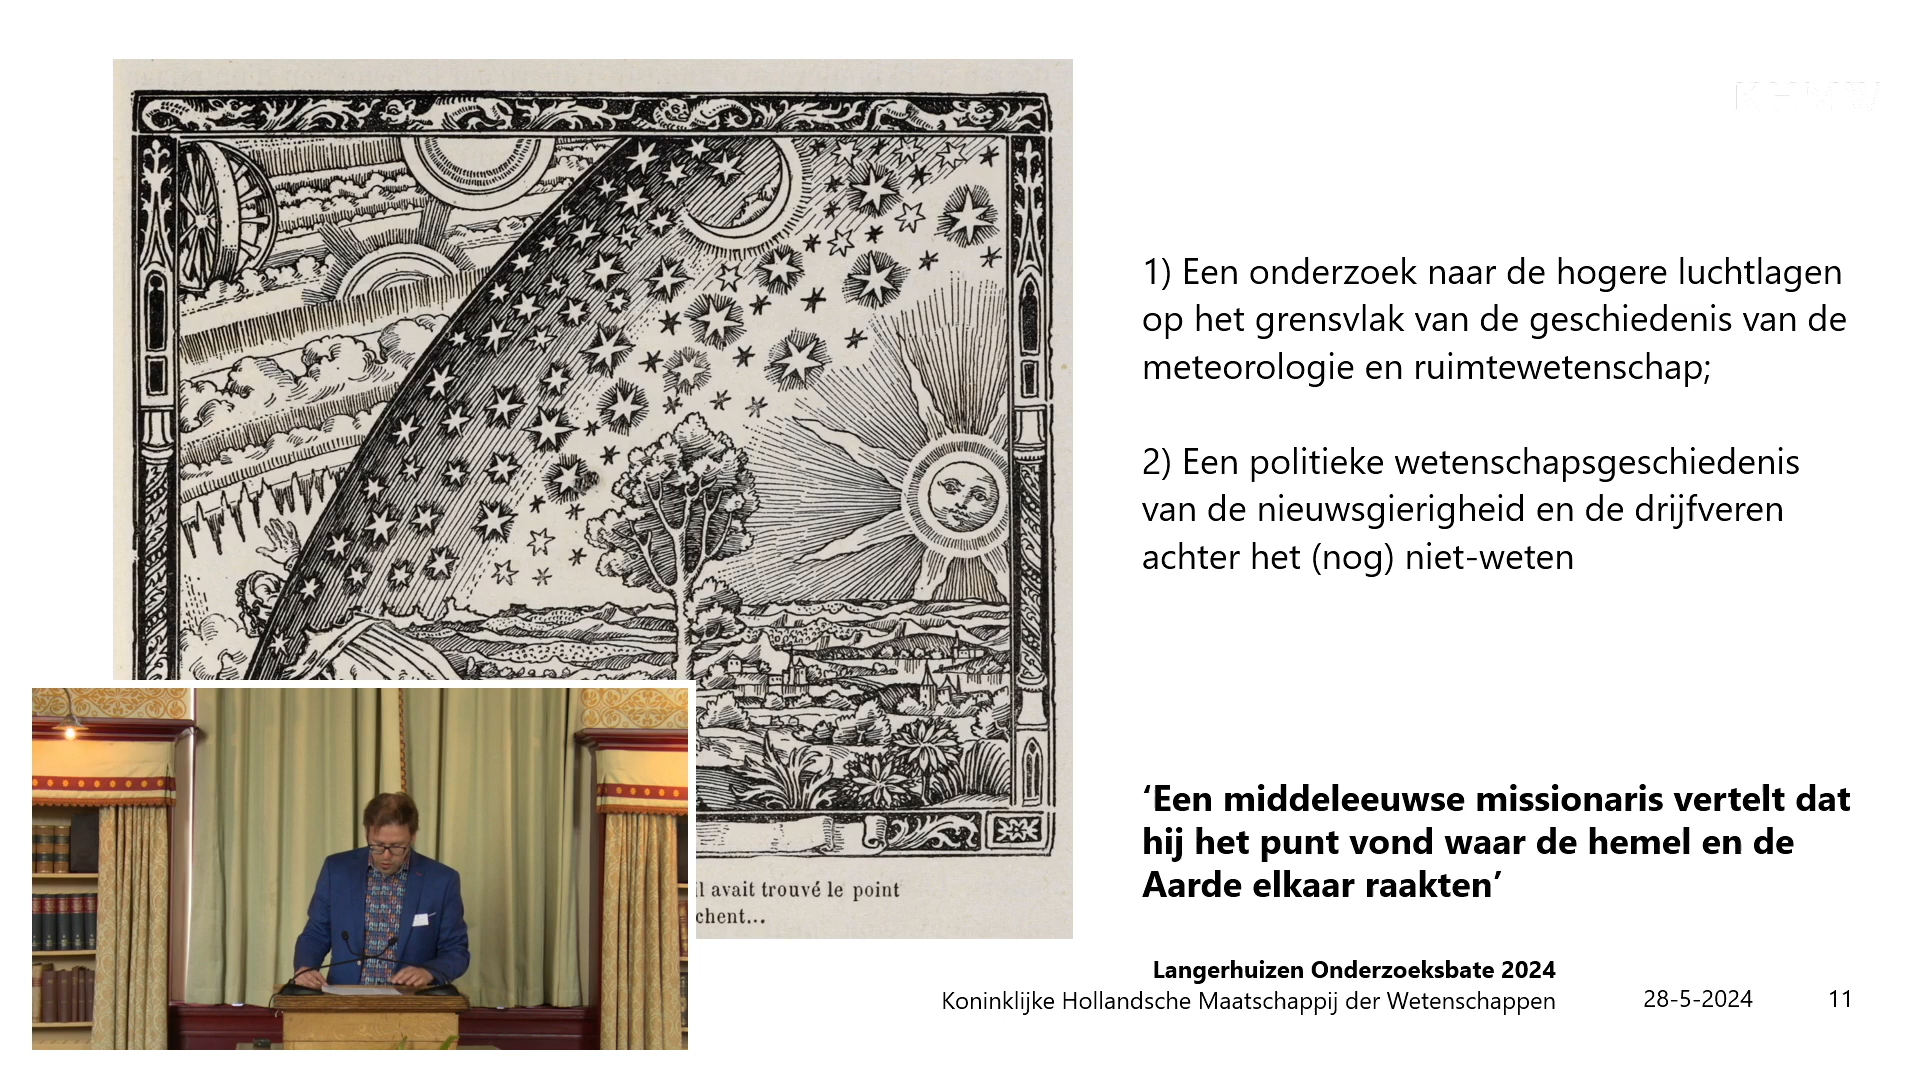 KHMW
1) Een onderzoek naar de hogere luchtlagen
op het grensvlak van de geschiedenis van de
meteorologie en ruimtewetenschap;
2) Een politieke wetenschapsgeschiedenis
van de nieuwsgierigheid en de drijfveren
achter het (nog) niet-weten
‘Een middeleeuwse missionaris vertelt dat
hij het punt vond waar de hemel en de
Aarde elkaar raakten’
il avait trouvé le point
chent...
Langerhuizen Onderzoeksbate 2024
Koninklijke Hollandsche Maatschappij der Wetenschappen
28-5-2024
11